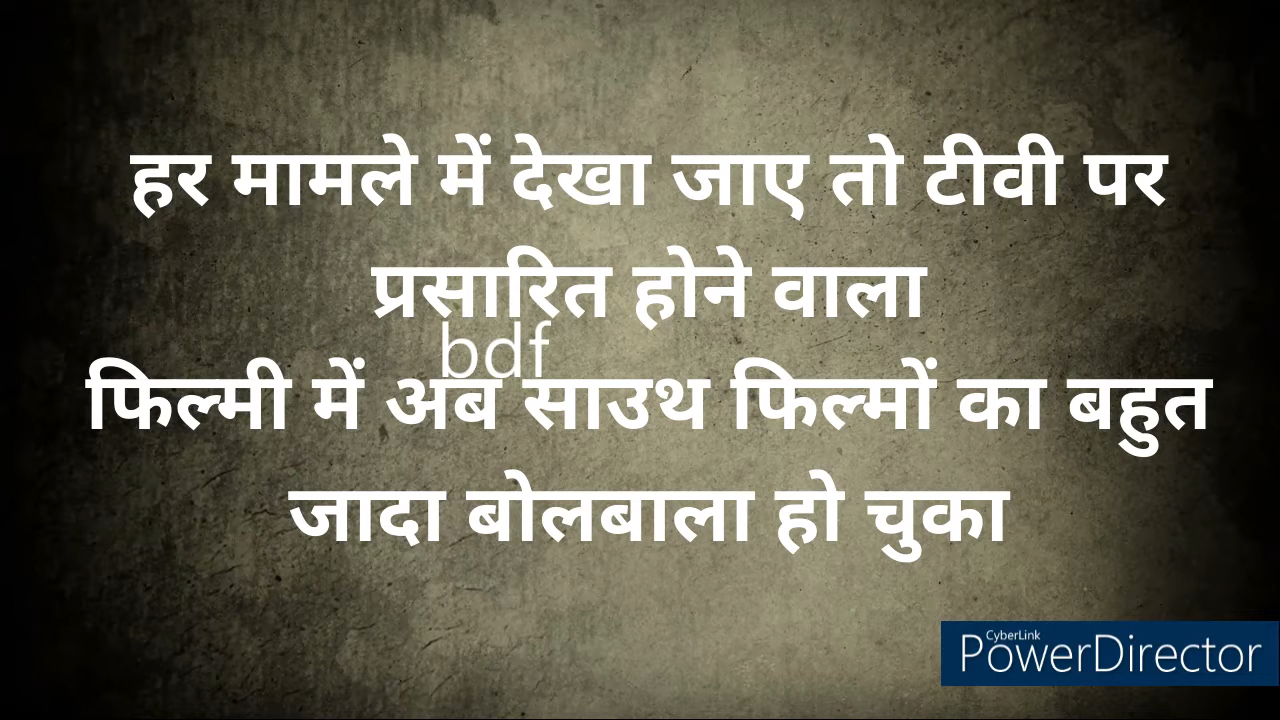 हर मामले में देखा जाए तो टीवी पर
प्रसारित होने वाला
bdf
फिल्मी में अब साउथ फिल्मों का बहुत
जादा बोलबाला हो चुका
CyberLink
PowerDirector